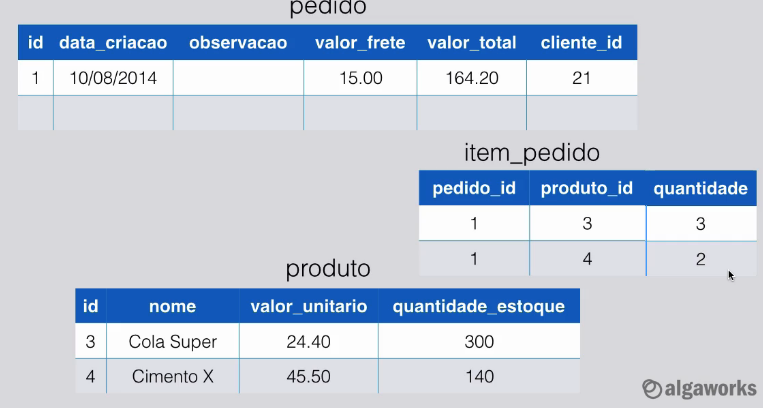 pedido
id data_criacao observacao valor_frete valor_total cliente_id
1 10/08/2014 15.00 164.20 21
item_pedido
pedido_id produto_id quantidade
1 3 3
1 4 2
produto
id nome valor_unitario quantidade_estoque
3 Cola Super 24.40 300
4 Cimento X 45.50 140
algaworks